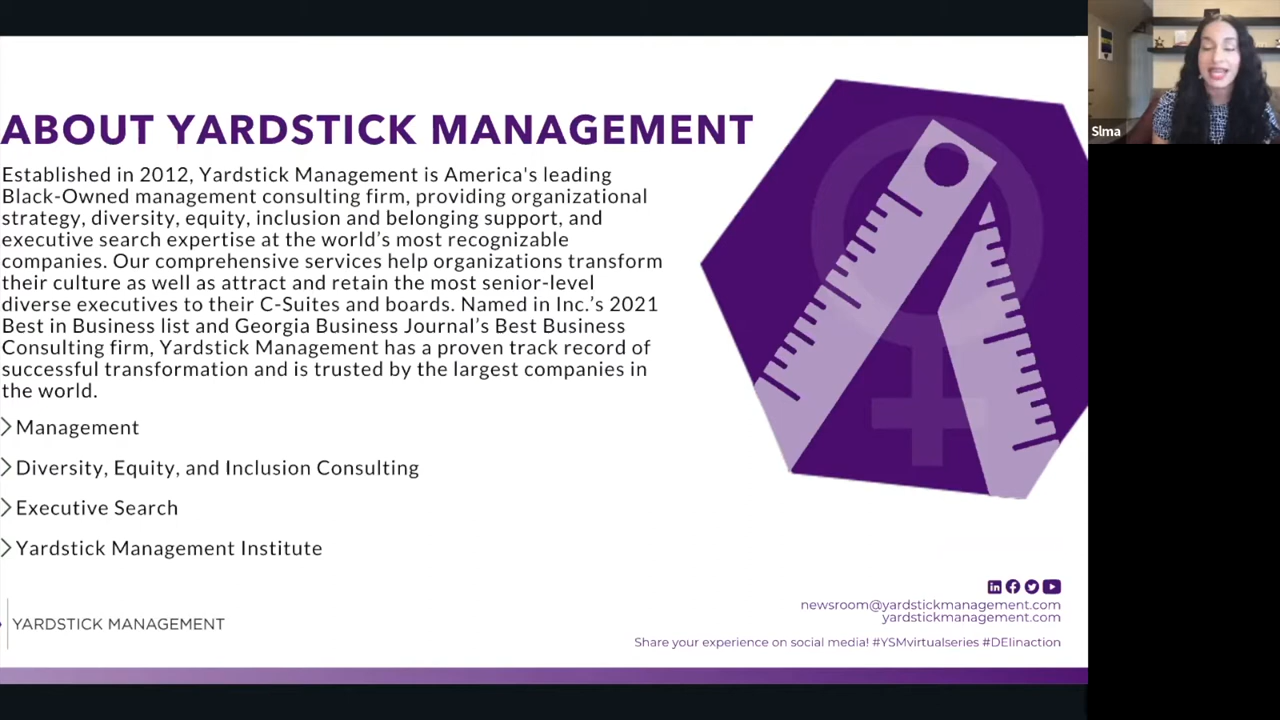 ABOUT YARDSTICK MANAGEMENT
Established in 2012, Yardstick Management is America's leading
Black-Owned management consulting firm, providing organizational
strategy, diversity, equity, inclusion and belonging support, and
executive search expertise at the world's most recognizable
companies. Our comprehensive services help organizations transform
their culture as well as attract and retain the most senior-level
diverse executives to their C-Suites and boards. Named in Inc.'s 2021
Best in Business list and Georgia Business Journal's Best Business
Consulting firm, Yardstick Management has a proven track record of
successful transformation and is trusted by the largest companies in
the world.
Management
Diversity, Equity, and Inclusion Consulting
Executive Search
Yardstick Management Institute
YARDSTICK MANAGEMENT
newsroom@yardstickmanagement.com
yardstickmanagement.com
Share your experience on social media! #YSMvirtualseries #DEIinaction
Slma